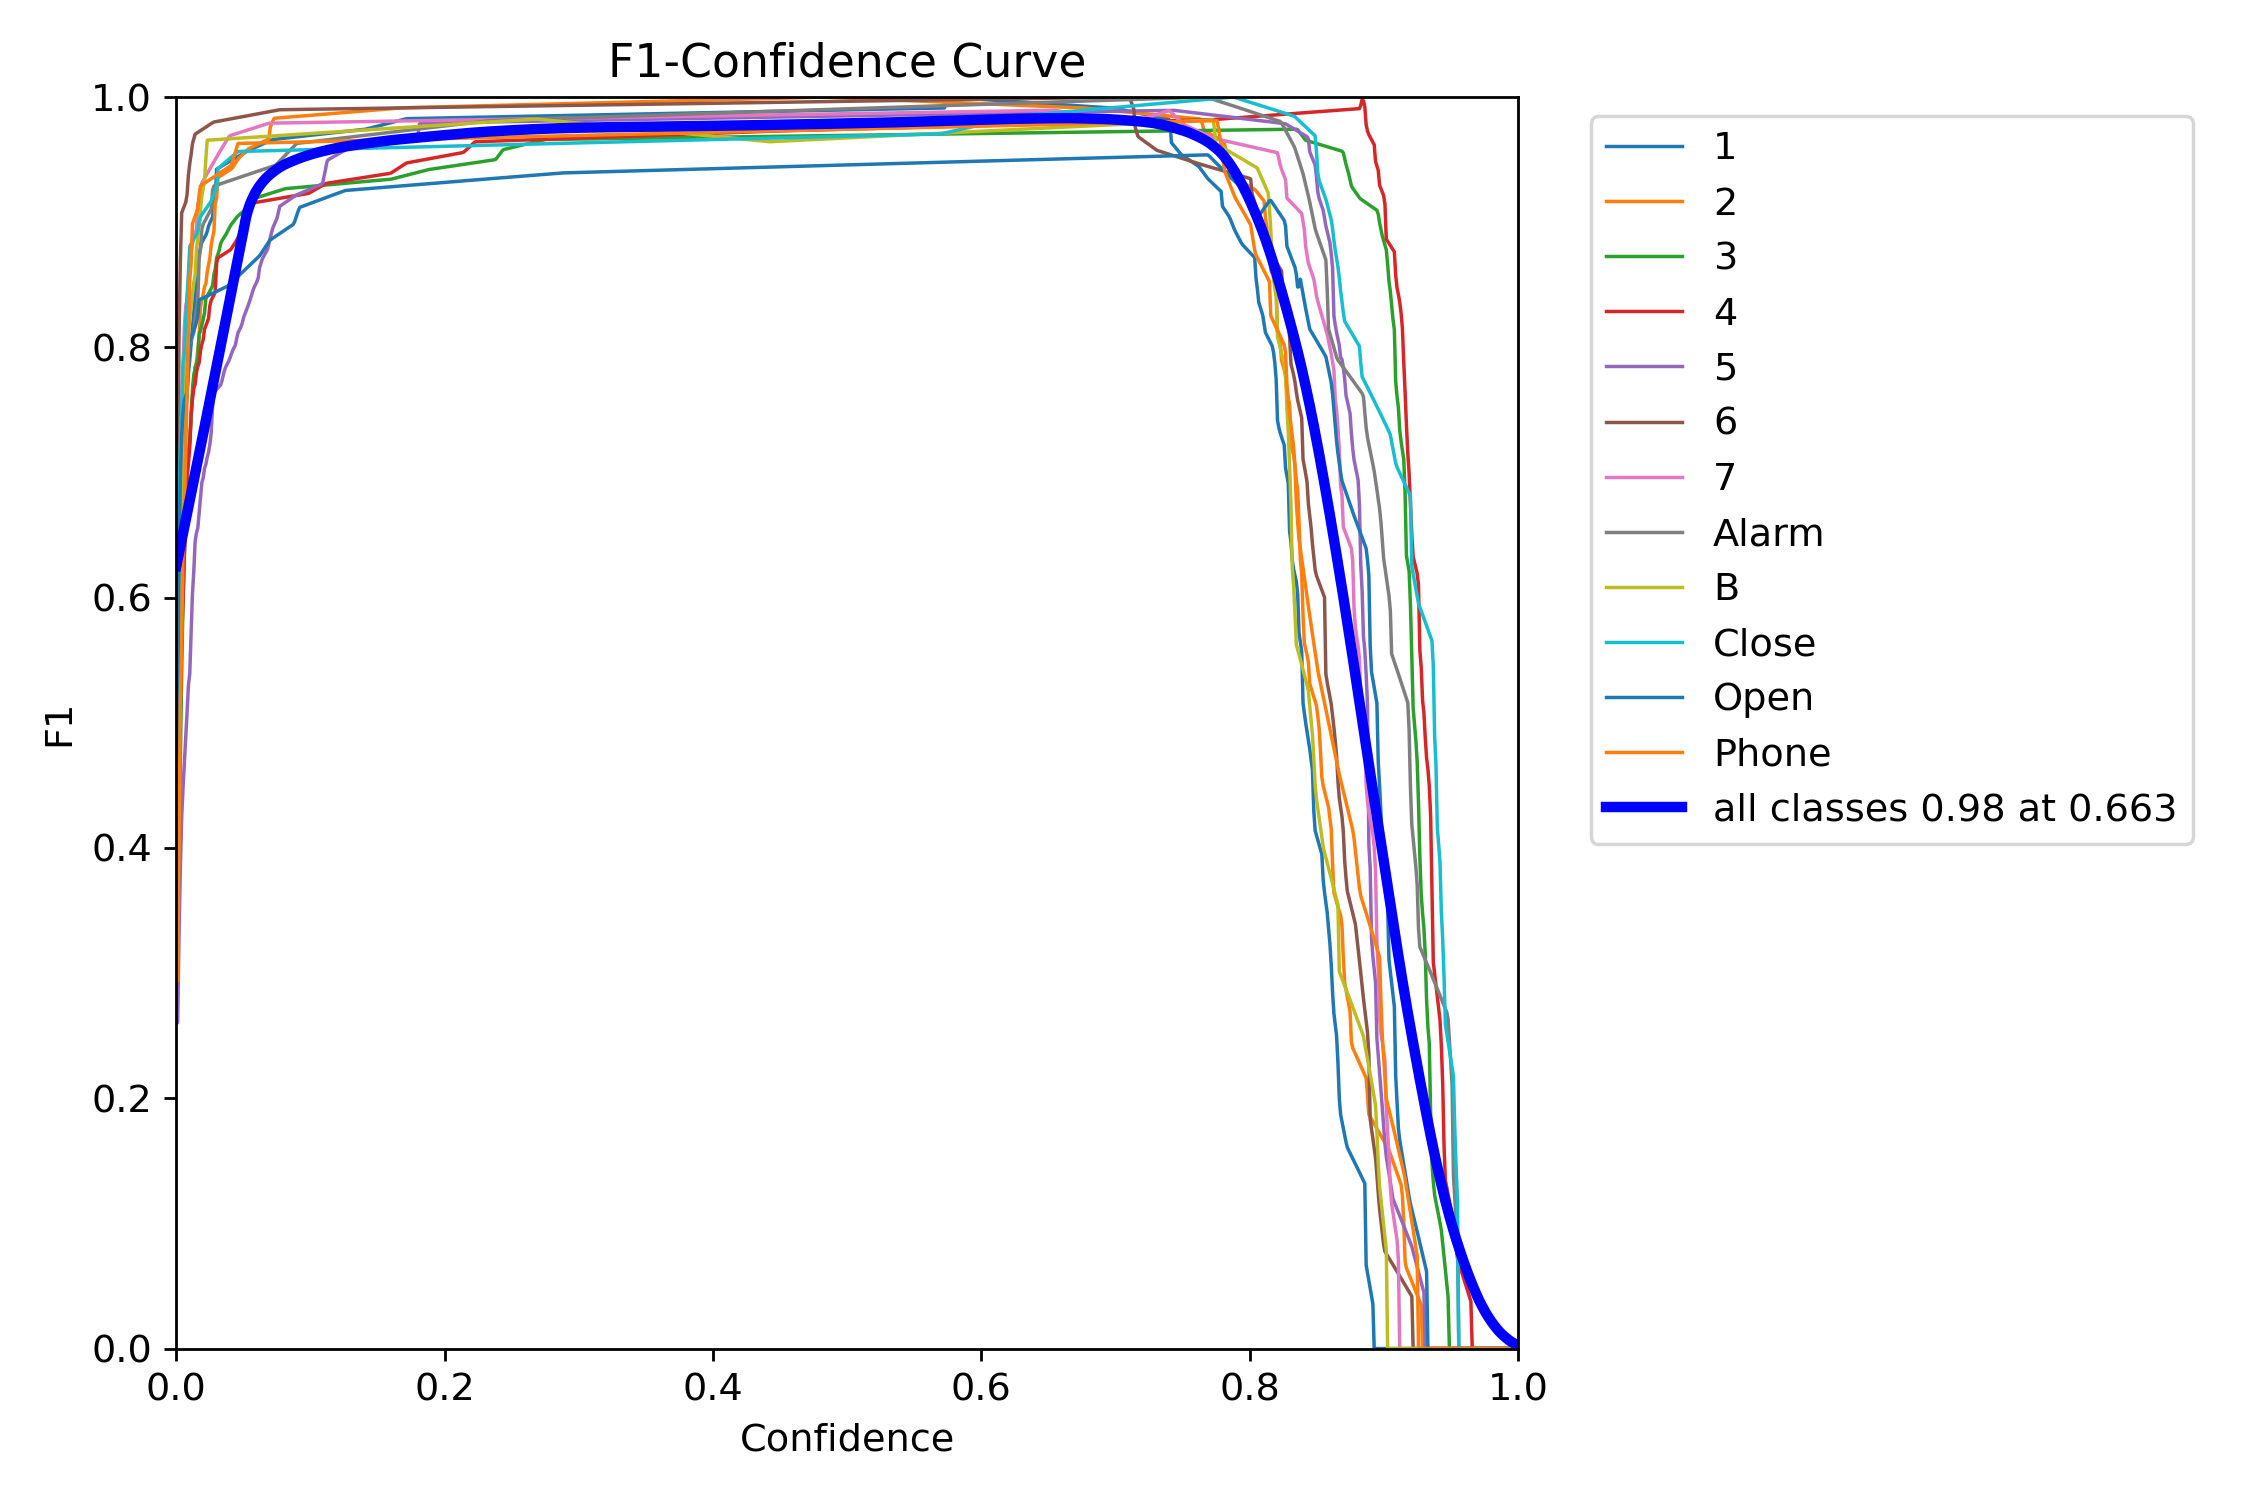 F1-Confidence Curve
1.0
0.8
0.6
0.4
0.2
0.0
F1
0.0 0.2 0.4 0.6 0.8 1.0
Confidence
1
2
3
4
5
6
7
Alarm
B
Close
Open
Phone
all classes 0.98 at 0.663